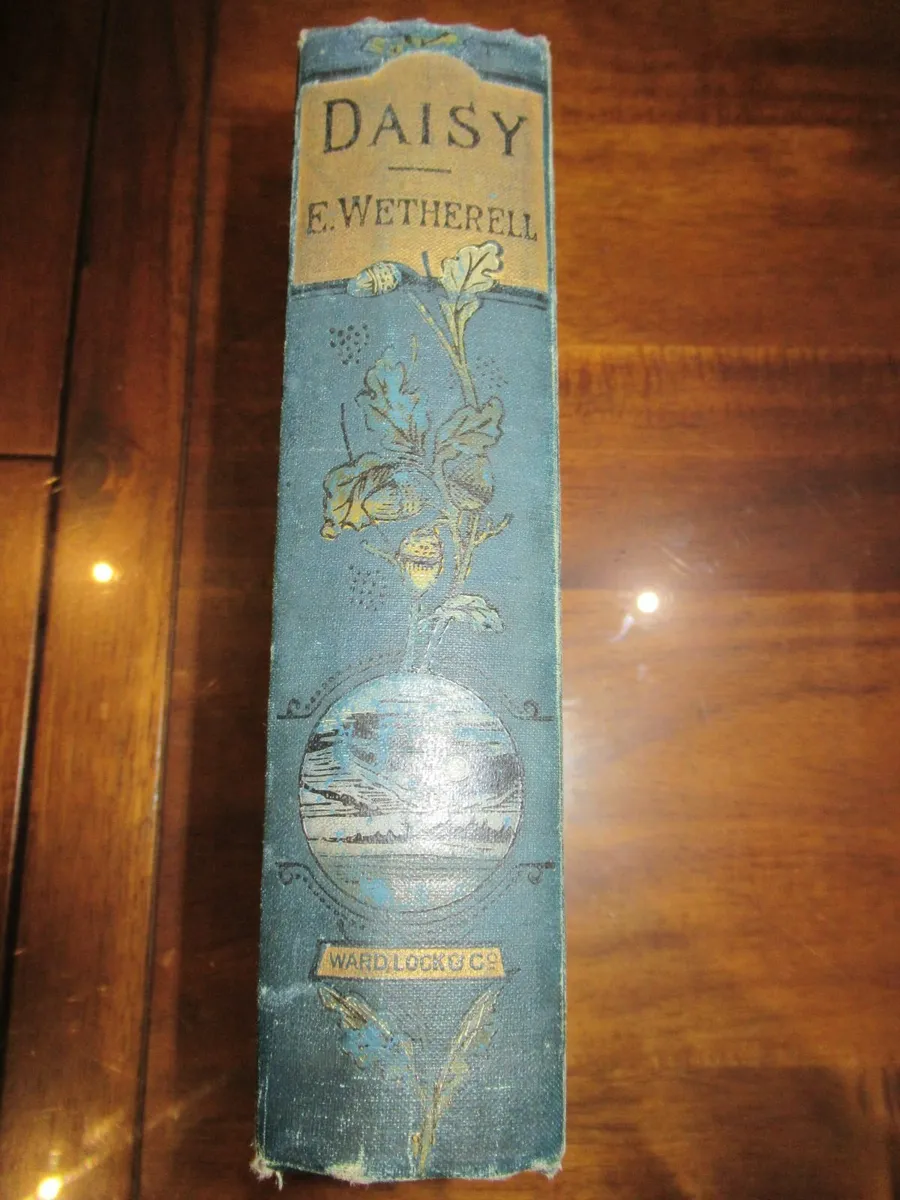 DAISY
E. WETHERELL
WARD. LOCK & Cº